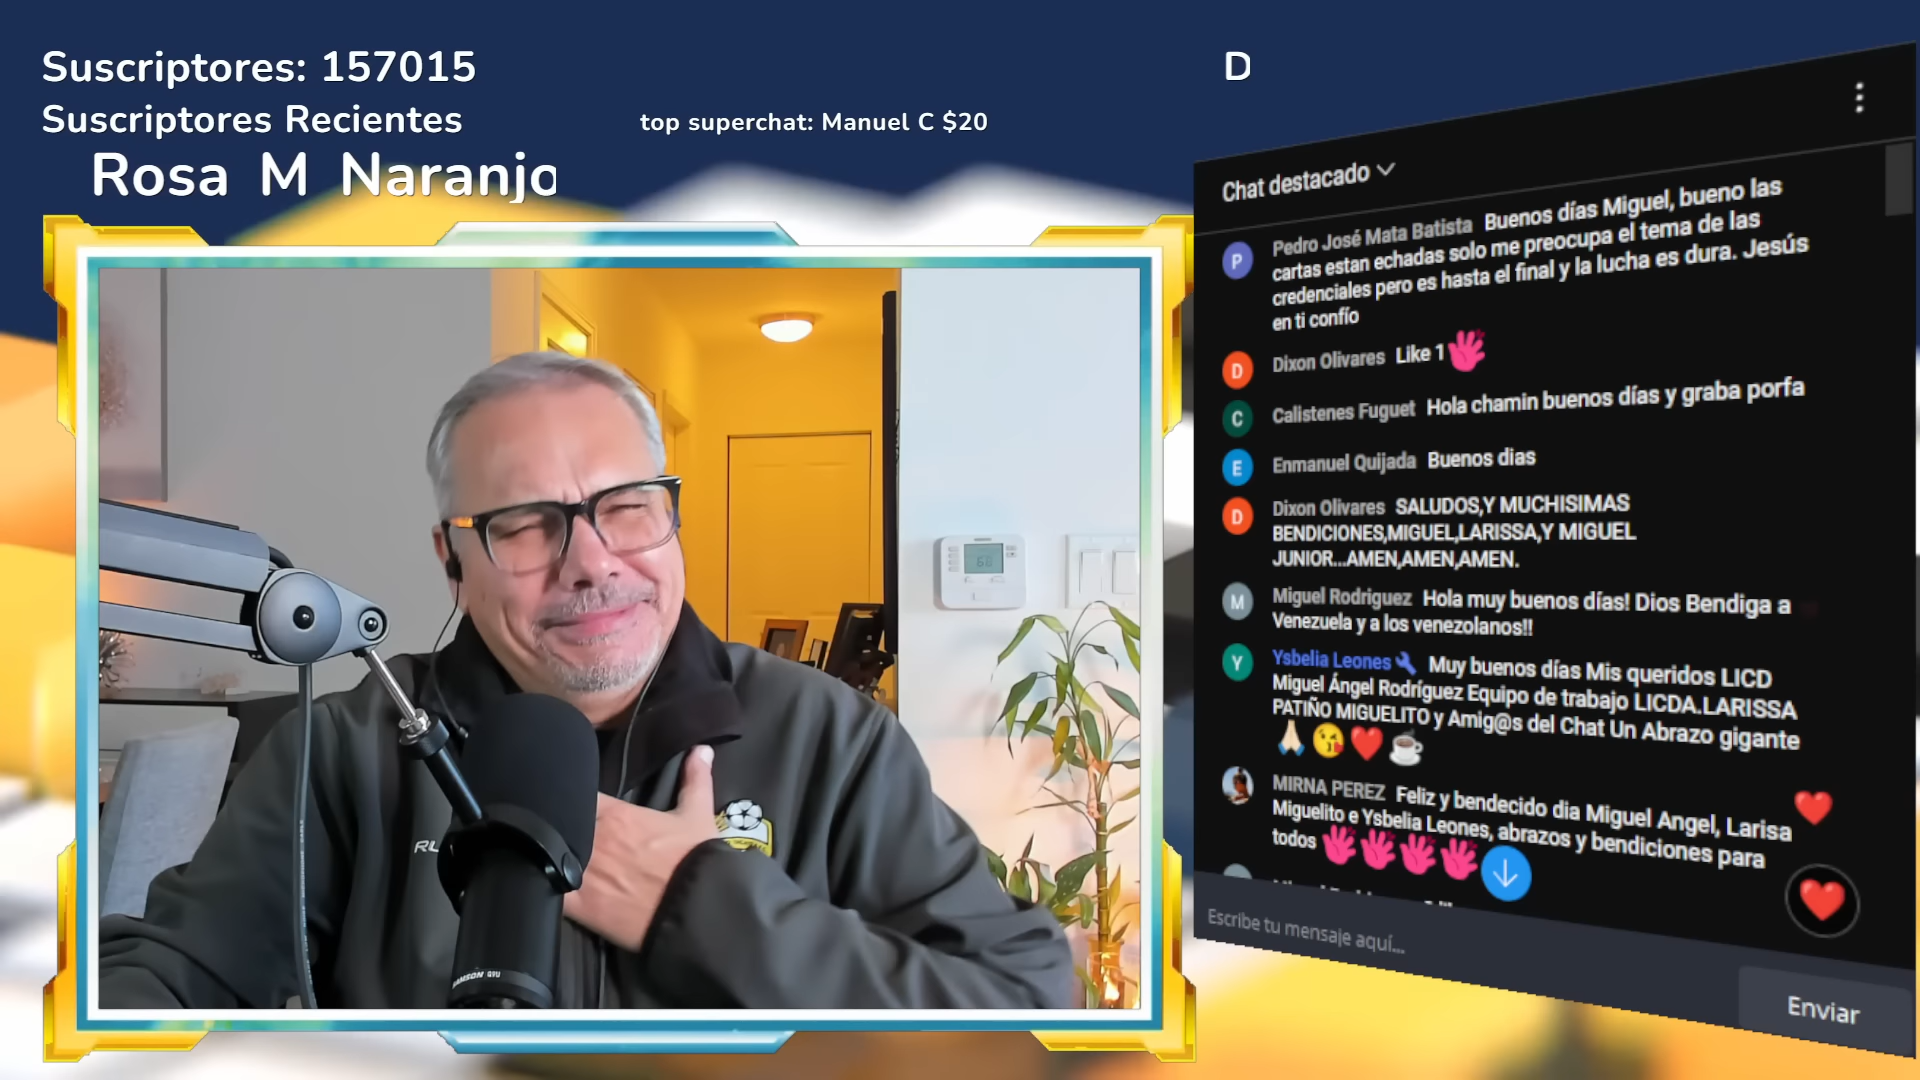 Suscriptores: 157015
Suscriptores Recientes
Rosa M Naranjo
top superchat: Manuel C $20
D
Chat destacado
P Pedro José Mata Batista Buenos días Miguel, bueno las
cartas estan echadas solo me preocupa el tema de las
credenciales pero es hasta el final y la lucha es dura. Jesús
en ti confío
D Dixon Olivares Like 1
C Calistenes Fuguet Hola chamin buenos días y graba porfa
E Enmanuel Quijada Buenos dias
D Dixon Olivares SALUDOS,Y MUCHISIMAS
BENDICIONES,MIGUEL,LARISSA,Y MIGUEL
JUNIOR...AMEN,AMEN,AMEN.
M Miguel Rodriguez Hola muy buenos días! Dios Bendiga a
Venezuela y a los venezolanos!!
Y Ysbelia Leones Muy buenos días Mis queridos LICD
Miguel Ángel Rodríguez Equipo de trabajo LICDA.LARISSA
PATIÑO MIGUELITO y Amig@s del Chat Un Abrazo gigante
🙏🏻😘❤️☕
MIRNA PEREZ Feliz y bendecido dia Miguel Angel, Larisa
Miguelito e Ysbelia Leones, abrazos y bendiciones para
todos
Escribe tu mensaje aquí...
Enviar
68
RU
SAMSON Q9U